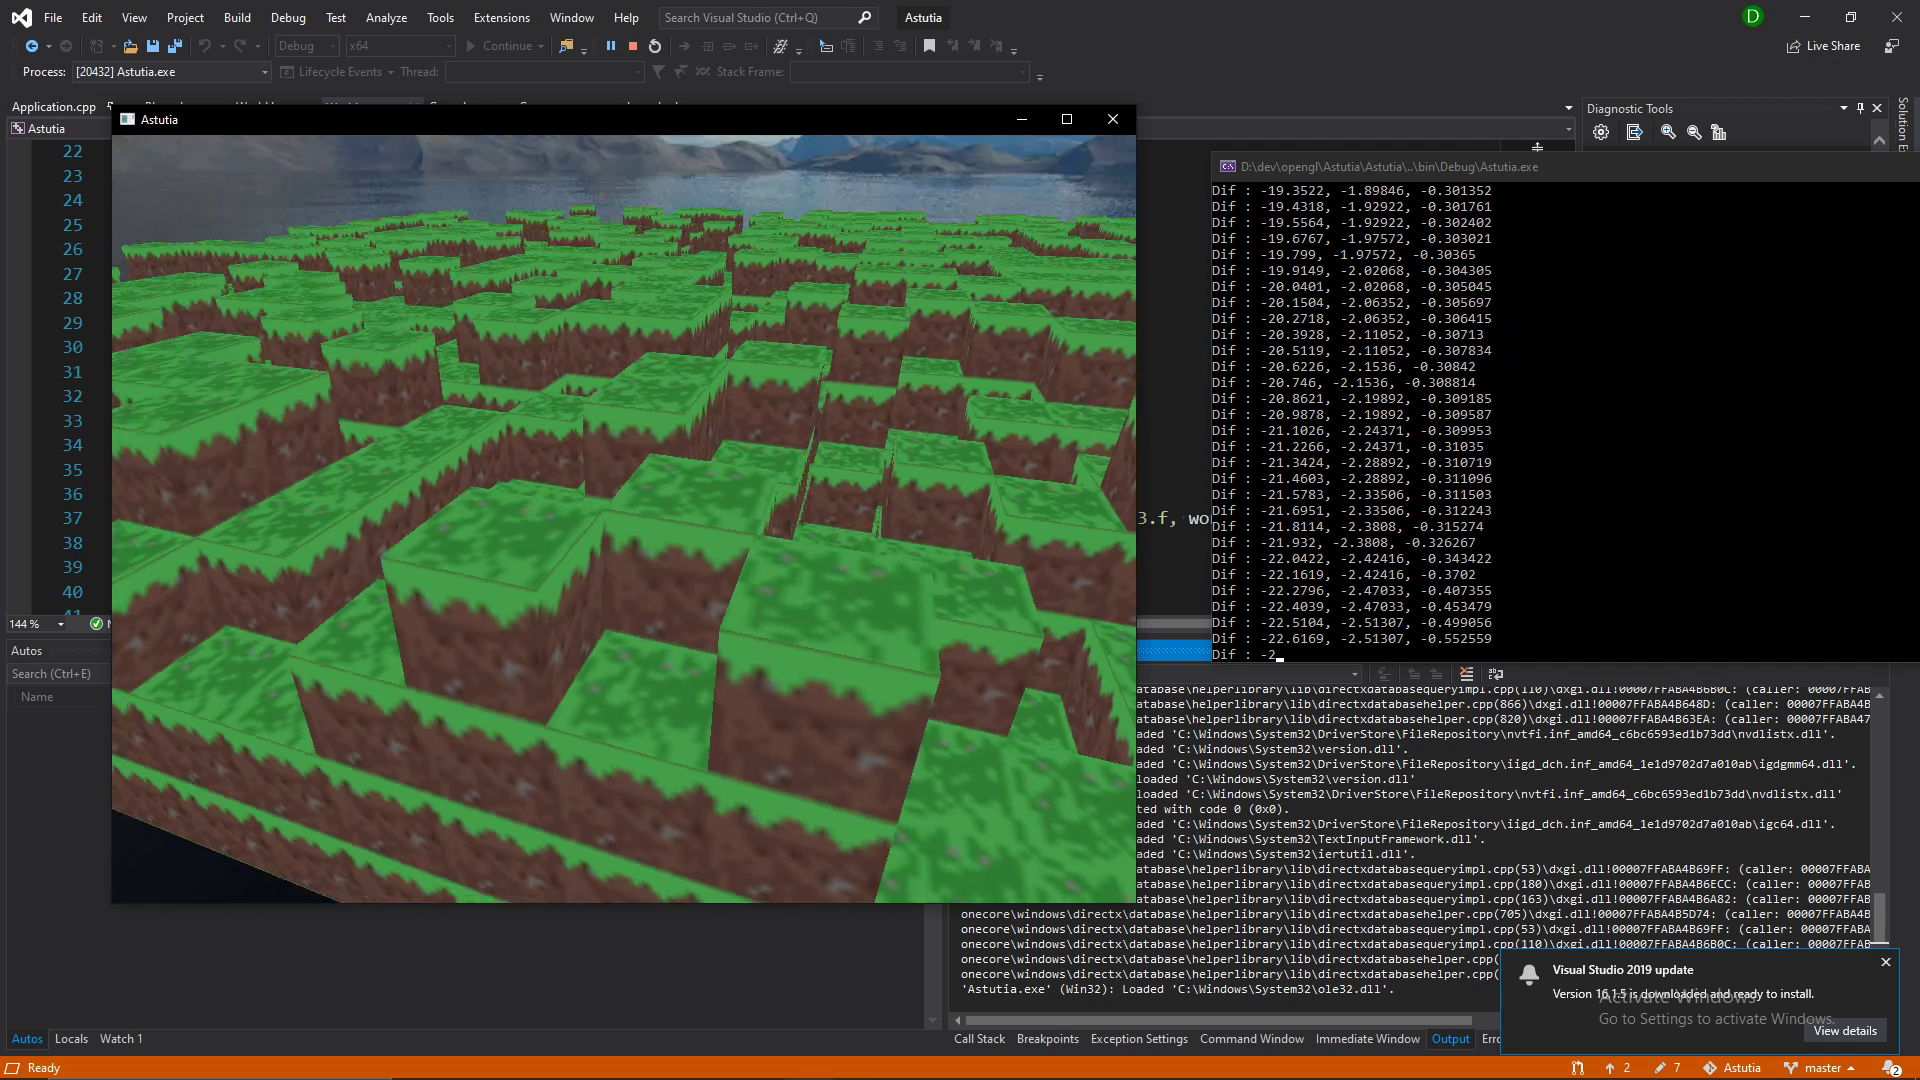 File Edit View Project Build Debug Test Analyze Tools Extensions Window Help Search Visual Studio (Ctrl+Q) Astutia D
Debug x64 Continue
Live Share
Process: [20432] Astutia.exe Lifecycle Events Thread: Stack Frame:
Application.cpp
Diagnostic Tools
Astutia
Astutia
22
23
24
25
26
27
28
29
30
31
32
33
34
35
36
37
38
39
40
41
3.f, wo
144 %
D:\dev\opengl\Astutia\Astutia\..\bin\Debug\Astutia.exe
Dif : -19.3522, -1.89846, -0.301352
Dif : -19.4318, -1.92922, -0.301761
Dif : -19.5564, -1.92922, -0.302402
Dif : -19.6767, -1.97572, -0.303021
Dif : -19.799, -1.97572, -0.30365
Dif : -19.9149, -2.02068, -0.304305
Dif : -20.0401, -2.02068, -0.305045
Dif : -20.1504, -2.06352, -0.305697
Dif : -20.2718, -2.06352, -0.306415
Dif : -20.3928, -2.11052, -0.30713
Dif : -20.5119, -2.11052, -0.307834
Dif : -20.6226, -2.1536, -0.30842
Dif : -20.746, -2.1536, -0.308814
Dif : -20.8621, -2.19892, -0.309185
Dif : -20.9878, -2.19892, -0.309587
Dif : -21.1026, -2.24371, -0.309953
Dif : -21.2266, -2.24371, -0.31035
Dif : -21.3424, -2.28892, -0.310719
Dif : -21.4603, -2.28892, -0.311096
Dif : -21.5783, -2.33506, -0.311503
Dif : -21.6951, -2.33506, -0.312243
Dif : -21.8114, -2.3808, -0.315274
Dif : -21.932, -2.3808, -0.326267
Dif : -22.0422, -2.42416, -0.343422
Dif : -22.1619, -2.42416, -0.3702
Dif : -22.2796, -2.47033, -0.407355
Dif : -22.4039, -2.47033, -0.453479
Dif : -22.5104, -2.51307, -0.499056
Dif : -22.6169, -2.51307, -0.552559
Dif : -2
Autos
Search (Ctrl+E)
Name
atabase\helperlibrary\lib\directxdatabasequeryimpl.cpp(110)\dxgi.dll!00007FFABA4B6B0C: (caller: 00007FFAB
atabase\helperlibrary\lib\directxdatabasehelper.cpp(866)\dxgi.dll!00007FFABA4B648D: (caller: 00007FFABA4B
atabase\helperlibrary\lib\directxdatabasehelper.cpp(820)\dxgi.dll!00007FFABA4B63EA: (caller: 00007FFABA47
aded 'C:\Windows\System32\DriverStore\FileRepository\nvtfi.inf_amd64_c6bc6593ed1b73dd\nvdlistx.dll'.
aded 'C:\Windows\System32\version.dll'.
aded 'C:\Windows\System32\DriverStore\FileRepository\iigd_dch.inf_amd64_1e1d9702d7a010ab\igdgmm64.dll'.
loaded 'C:\Windows\System32\version.dll'
loaded 'C:\Windows\System32\DriverStore\FileRepository\nvtfi.inf_amd64_c6bc6593ed1b73dd\nvdlistx.dll'
ted with code 0 (0x0).
aded 'C:\Windows\System32\DriverStore\FileRepository\iigd_dch.inf_amd64_1e1d9702d7a010ab\igc64.dll'.
aded 'C:\Windows\System32\TextInputFramework.dll'.
aded 'C:\Windows\System32\iertutil.dll'.
atabase\helperlibrary\lib\directxdatabasequeryimpl.cpp(53)\dxgi.dll!00007FFABA4B69FF: (caller: 00007FFABA
atabase\helperlibrary\lib\directxdatabasequeryimpl.cpp(180)\dxgi.dll!00007FFABA4B6ECC: (caller: 00007FFAB
atabase\helperlibrary\lib\directxdatabasequeryimpl.cpp(163)\dxgi.dll!00007FFABA4B6A82: (caller: 00007FFAB
onecore\windows\directx\database\helperlibrary\lib\directxdatabasehelper.cpp(705)\dxgi.dll!00007FFABA4B5D74: (caller: 00007FFABA4B
onecore\windows\directx\database\helperlibrary\lib\directxdatabasequeryimpl.cpp(53)\dxgi.dll!00007FFABA4B69FF: (caller: 00007FFABA
onecore\windows\directx\database\helperlibrary\lib\directxdatabasequeryimpl.cpp(110)\dxgi.dll!00007FFABA4B6B0C: (caller: 00007FFAB
onecore\windows\directx\database\helperlibrary\lib\directxdatabasehelper.cpp(
onecore\windows\directx\database\helperlibrary\lib\directxdatabasehelper.cpp(
'Astutia.exe' (Win32): Loaded 'C:\Windows\System32\ole32.dll'.
Visual Studio 2019 update
Version 16.1.5 is downloaded and ready to install.
Activate Windows
Go to Settings to activate Windows.
View details
Autos Locals Watch 1
Call Stack Breakpoints Exception Settings Command Window Immediate Window Output
Ready
2 7 Astutia master 2